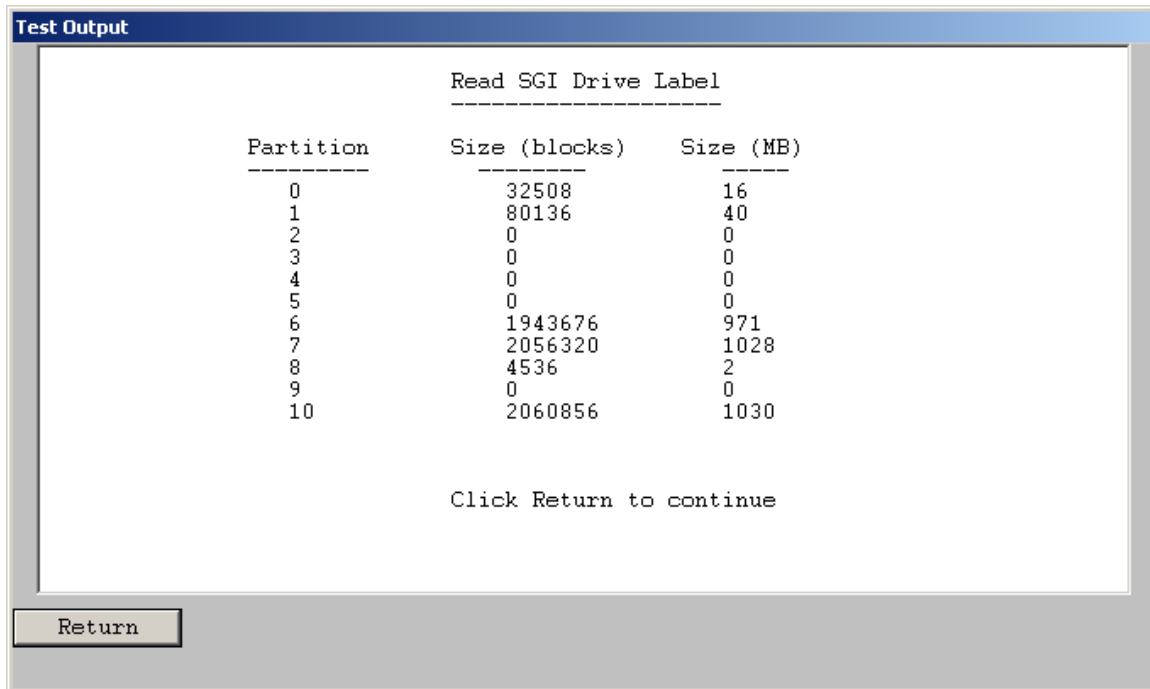 Test Output
Read SGI Drive Label
--------------------
Partition Size (blocks) Size (MB)
--------- -------- -----
0 32508 16
1 80136 40
2 0 0
3 0 0
4 0 0
5 0 0
6 1943676 971
7 2056320 1028
8 4536 2
9 0 0
10 2060856 1030
Click Return to continue
Return